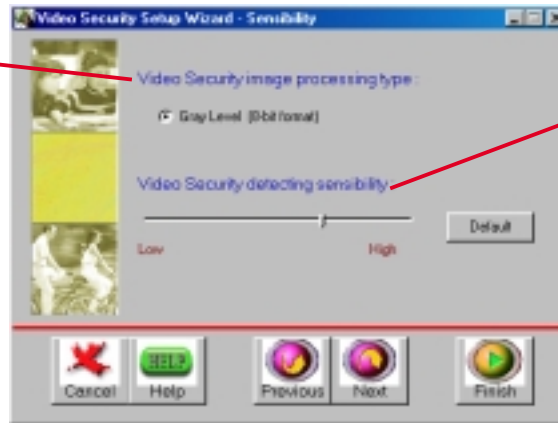 Video Security Setup Wizard - Sensibility
Video Security image processing type :
Gray Level (8-bit format)
Video Security detecting sensibility :
Default
Low High
HELP
Cancel Help Previous Next Finish